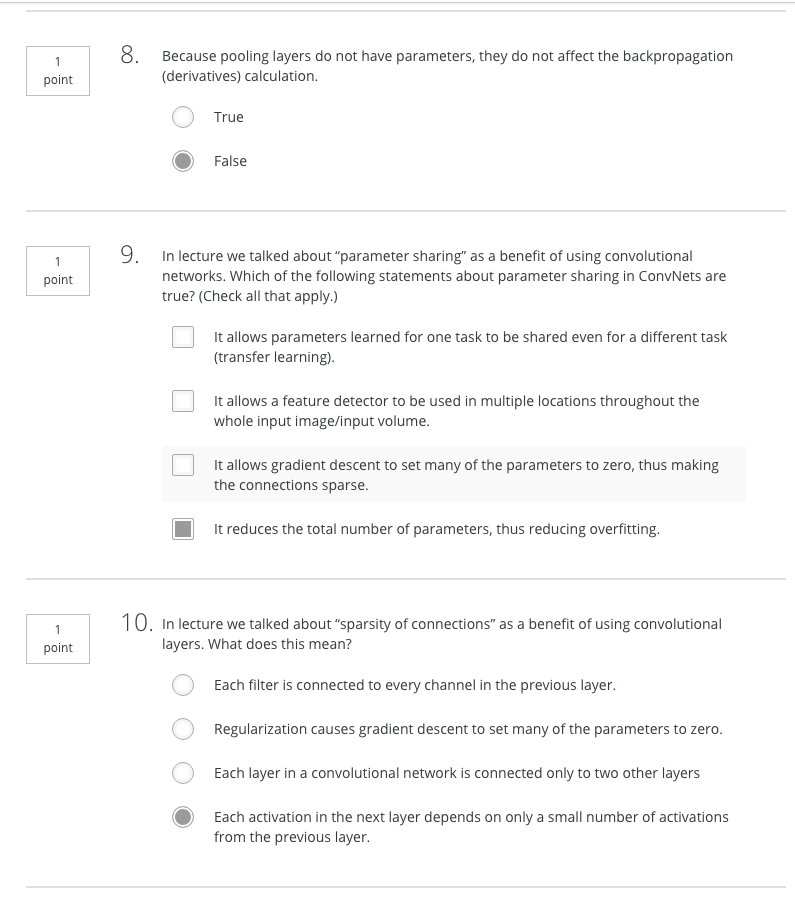 1
point
8.
Because pooling layers do not have parameters, they do not affect the backpropagation
(derivatives) calculation.
True
False
1
point
9.
In lecture we talked about “parameter sharing” as a benefit of using convolutional
networks. Which of the following statements about parameter sharing in ConvNets are
true? (Check all that apply.)
It allows parameters learned for one task to be shared even for a different task
(transfer learning).
It allows a feature detector to be used in multiple locations throughout the
whole input image/input volume.
It allows gradient descent to set many of the parameters to zero, thus making
the connections sparse.
It reduces the total number of parameters, thus reducing overfitting.
1
point
10.
In lecture we talked about “sparsity of connections” as a benefit of using convolutional
layers. What does this mean?
Each filter is connected to every channel in the previous layer.
Regularization causes gradient descent to set many of the parameters to zero.
Each layer in a convolutional network is connected only to two other layers
Each activation in the next layer depends on only a small number of activations
from the previous layer.